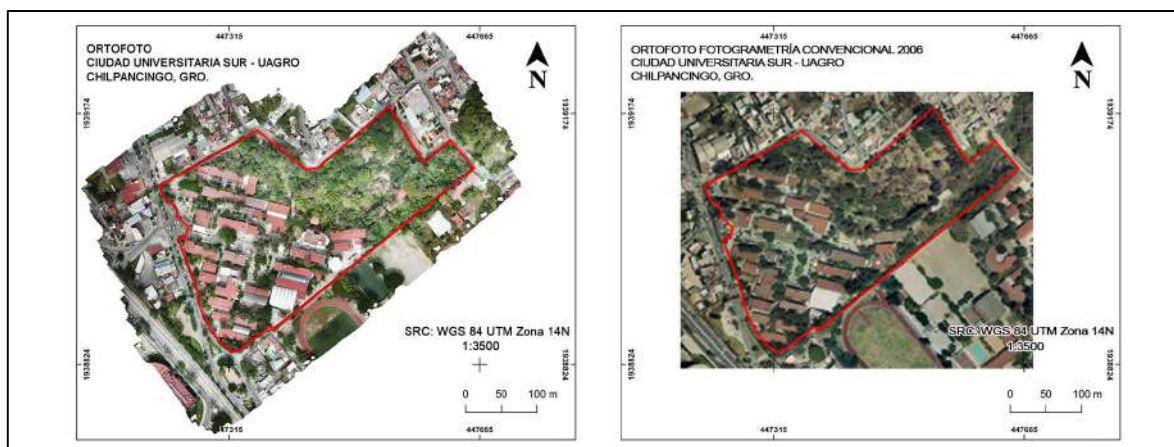 447315
447665
ORTOFOTO
CIUDAD UNIVERSITARIA SUR - UAGRO
CHILPANCINGO, GRO.
N
1939174
1939174
SRC: WGS 84 UTM Zona 14N
1:3500
1938824
1938824
0 50 100 m
447315
447665
447315
447665
ORTOFOTO FOTOGRAMETRÍA CONVENCIONAL 2006
CIUDAD UNIVERSITARIA SUR - UAGRO
CHILPANCINGO, GRO.
N
1939174
1939174
SRC: WGS 84 UTM Zona 14N
1:3500
1938824
1938824
0 50 100 m
447315
447665